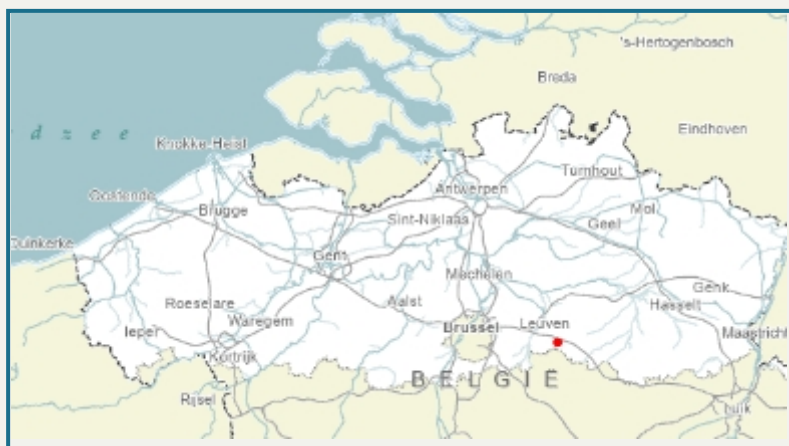 's-Hertogenbosch
Breda
Eindhoven
d z e e
Knokke-Heist
Turnhout
Antwerpen
Oostende
Mol
Brugge
Sint-Niklaas
Geel
Duinkerke
Gent
Mechelen
Genk
Roeselare
Aalst
Hasselt
Waregem
Leuven
Ieper
Brussel
Maastricht
Kortrijk
BELGIË
Rijsel
Luik